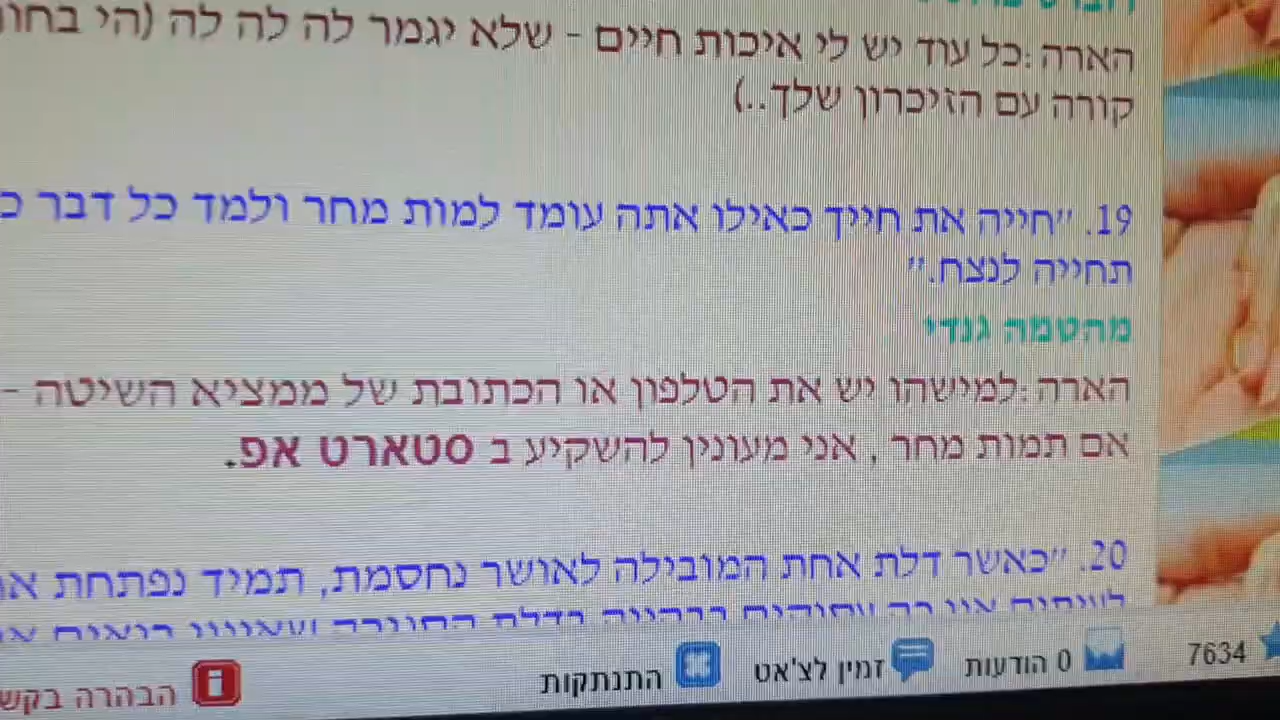 הארה :כל עוד יש לי איכות חיים - שלא יגמר לה לה לה (היי בחור
קורה עם הזיכרון שלך..)
19. "חייה את חייך כאילו אתה עומד למות מחר ולמד כל דבר כ
תחייה לנצח."
מהטמה גנדי
הארה :למישהו יש את הטלפון או הכתובת של ממציא השיטה -
אם תמות מחר , אני מעונין להשקיע ב סטארט אפ.
20. "כאשר דלת אחת המובילה לאושר נחסמת, תמיד נפתחת
7634 0 הודעות זמין לצ'אט התנתקות הבהרה בקש